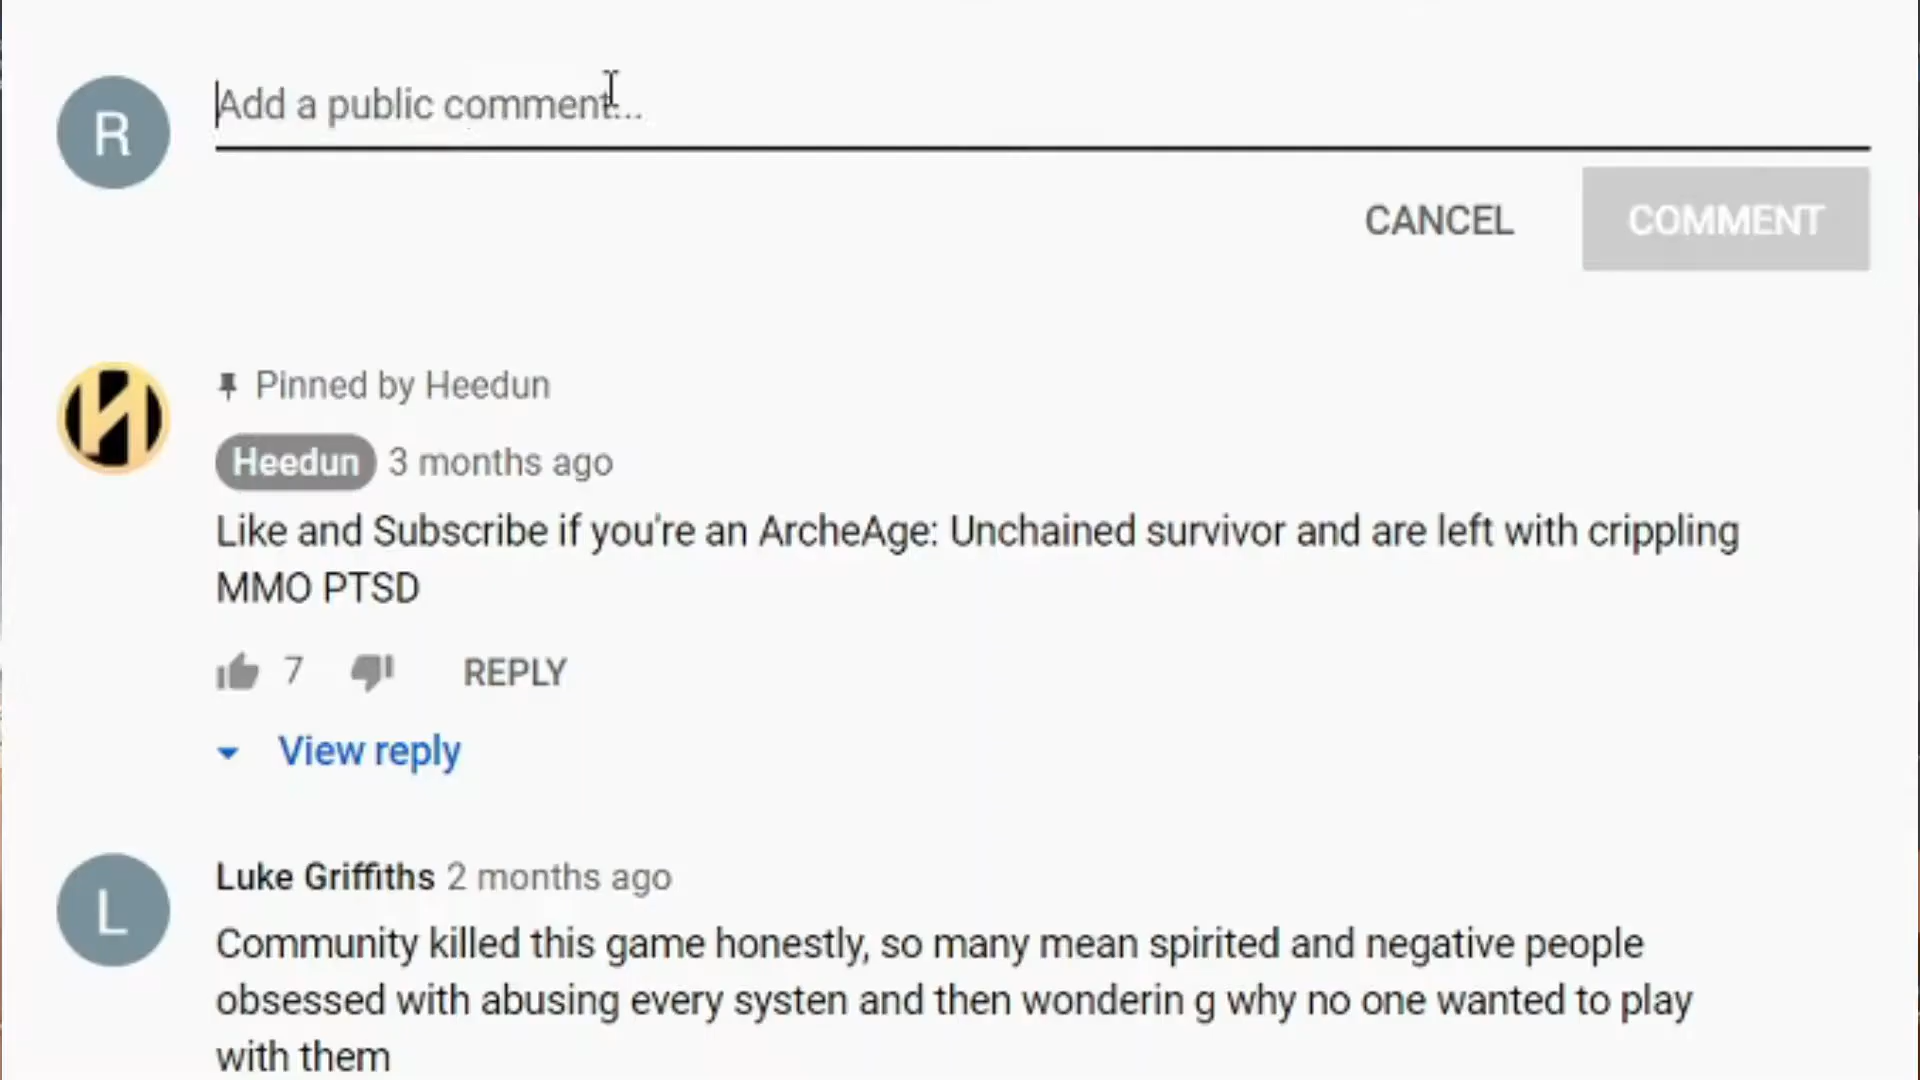 R
Add a public comment...
CANCEL
COMMENT
Pinned by Heedun
Heedun 3 months ago
Like and Subscribe if you're an ArcheAge: Unchained survivor and are left with crippling
MMO PTSD
7
REPLY
View reply
L
Luke Griffiths 2 months ago
Community killed this game honestly, so many mean spirited and negative people
obsessed with abusing every systen and then wonderin g why no one wanted to play
with them